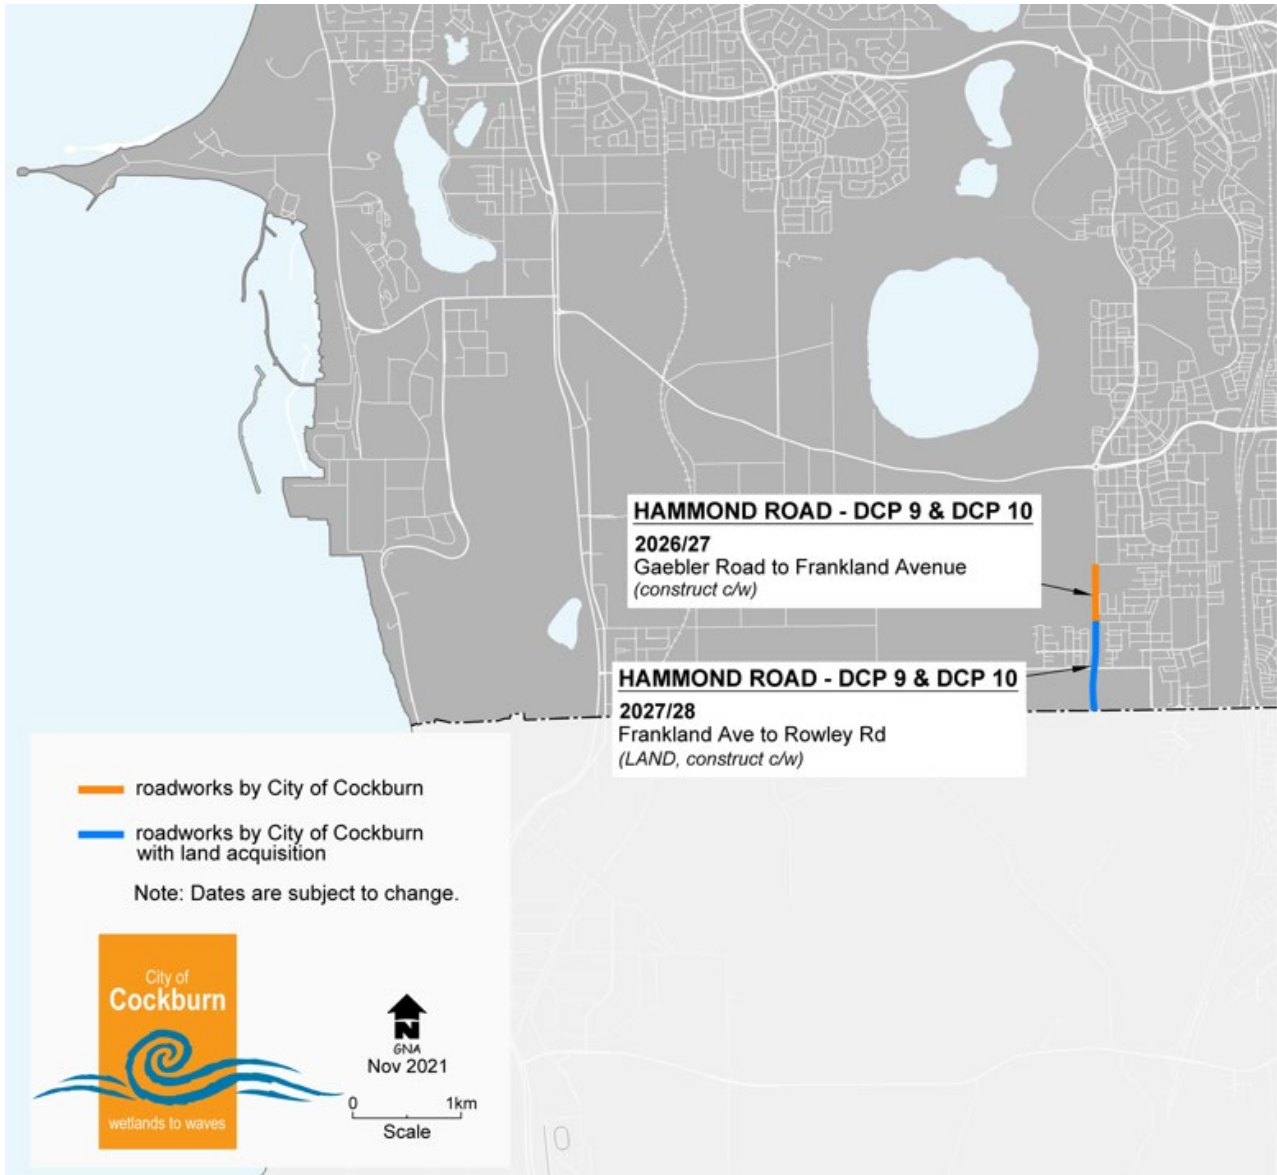 HAMMOND ROAD - DCP 9 & DCP 10
2026/27
Gaebler Road to Frankland Avenue
(construct c/w)
HAMMOND ROAD - DCP 9 & DCP 10
2027/28
Frankland Ave to Rowley Rd
(LAND, construct c/w)
roadworks by City of Cockburn
roadworks by City of Cockburn
with land acquisition
Note: Dates are subject to change.
City of
Cockburn
wetlands to waves
N
GNA
Nov 2021
0 1km
Scale